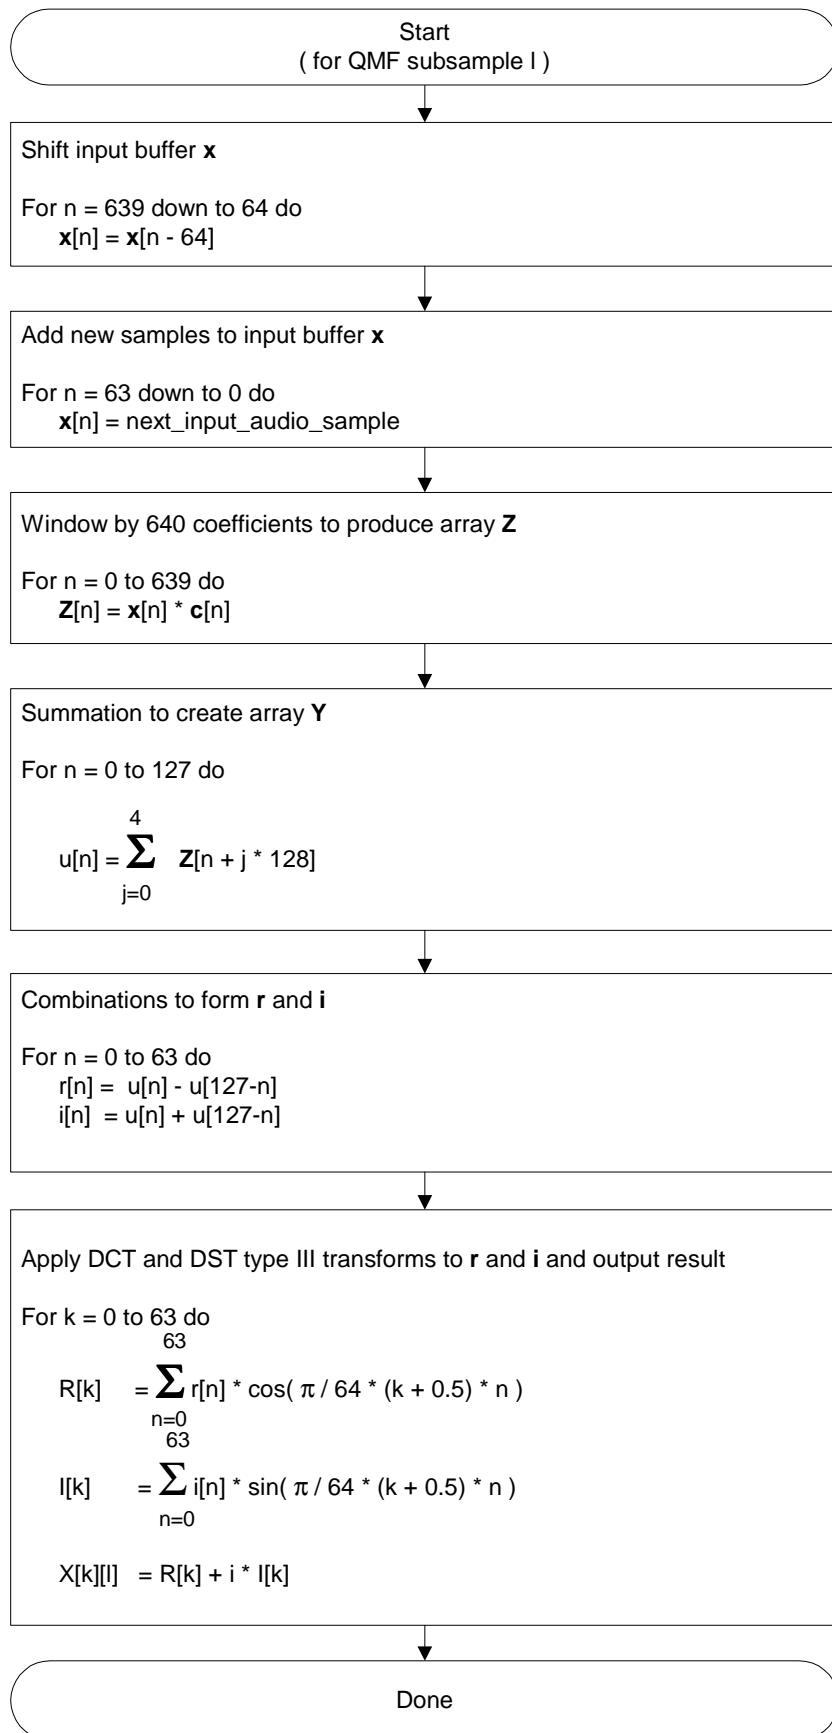 Start
( for QMF subsample l )
Shift input buffer x
For n = 639 down to 64 do
x[n] = x[n - 64]
Add new samples to input buffer x
For n = 63 down to 0 do
x[n] = next_input_audio_sample
Window by 640 coefficients to produce array Z
For n = 0 to 639 do
Z[n] = x[n] * c[n]
Summation to create array Y
For n = 0 to 127 do
4
u[n] = Σ Z[n + j * 128]
j=0
Combinations to form r and i
For n = 0 to 63 do
r[n] = u[n] - u[127-n]
i[n] = u[n] + u[127-n]
Apply DCT and DST type III transforms to r and i and output result
For k = 0 to 63 do
63
R[k] = Σ r[n] * cos( π / 64 * (k + 0.5) * n )
n=0
63
I[k] = Σ i[n] * sin( π / 64 * (k + 0.5) * n )
n=0
X[k][l] = R[k] + i * I[k]
Done